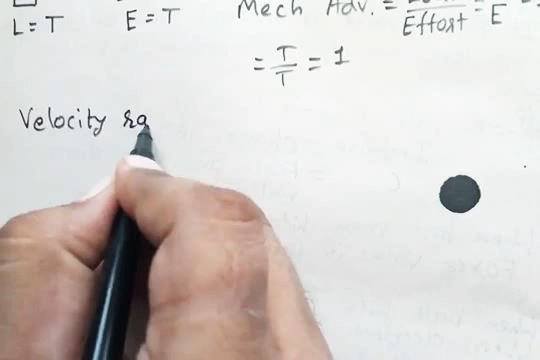 L = T E = T Mech Adv. = / Effort = / E
= T / T = 1
Velocity ra